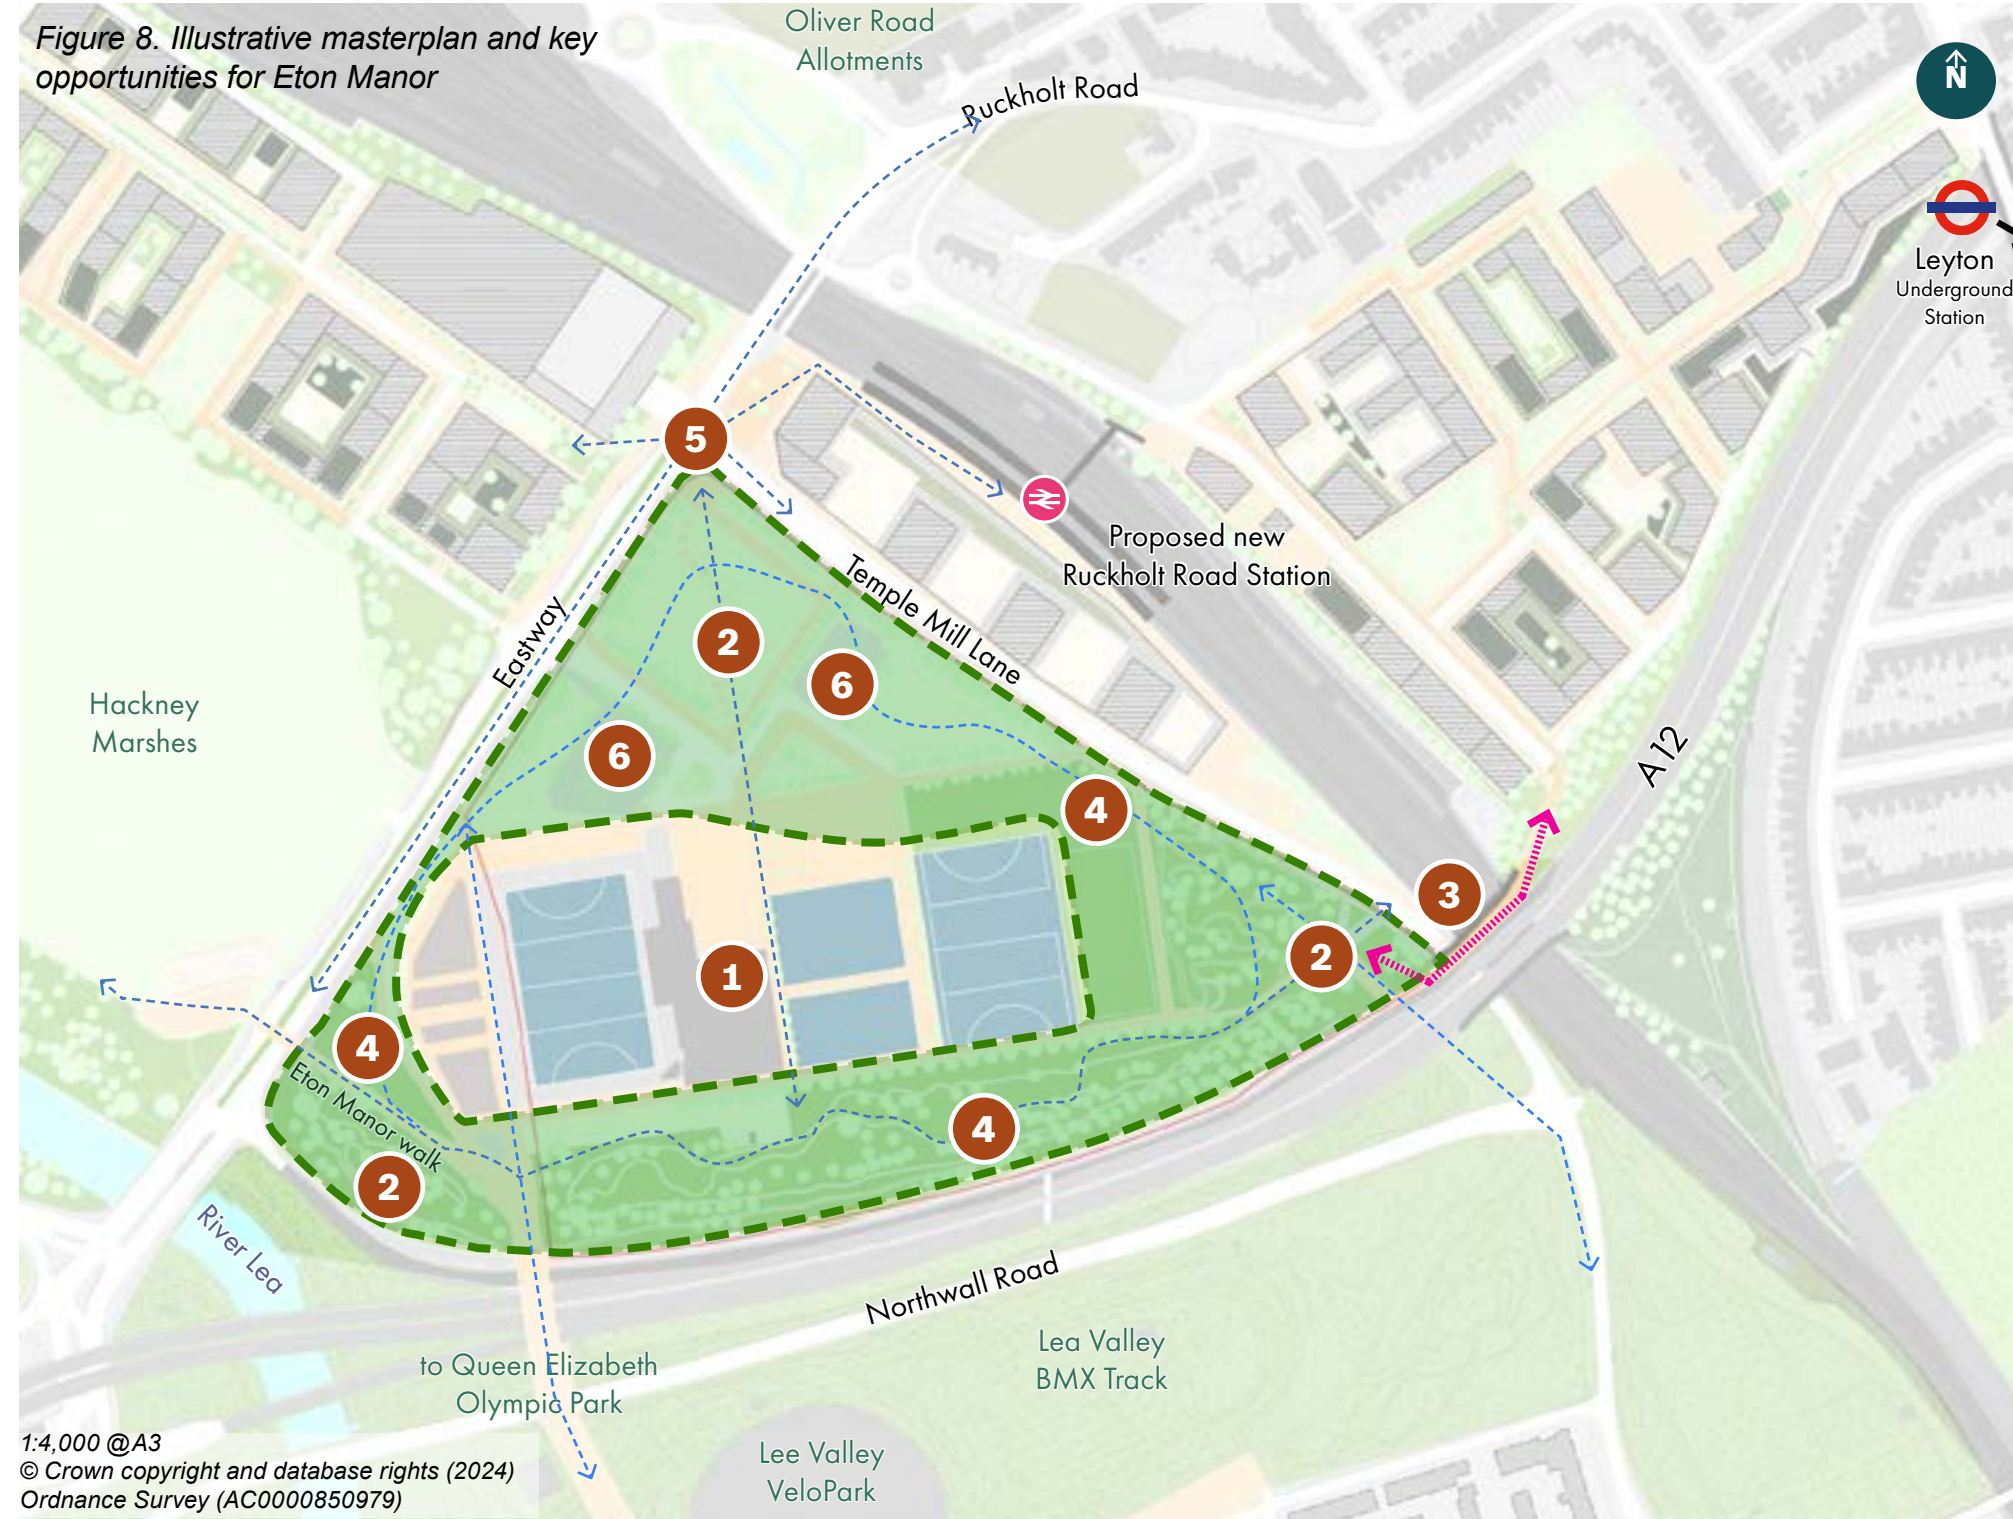 Figure 8. Illustrative masterplan and key
opportunities for Eton Manor
Oliver Road
Allotments
Ruckholt Road
N
Leyton
Underground
Station
5
Proposed new
Ruckholt Road Station
Temple Mill Lane
Eastway
2
6
6
Hackney
Marshes
A12
4
3
2
1
4
Eton Manor walk
4
2
River Lea
Northwall Road
to Queen Elizabeth
Olympic Park
Lea Valley
BMX Track
Lee Valley
VeloPark
1:4,000 @A3
© Crown copyright and database rights (2024)
Ordnance Survey (AC0000850979)